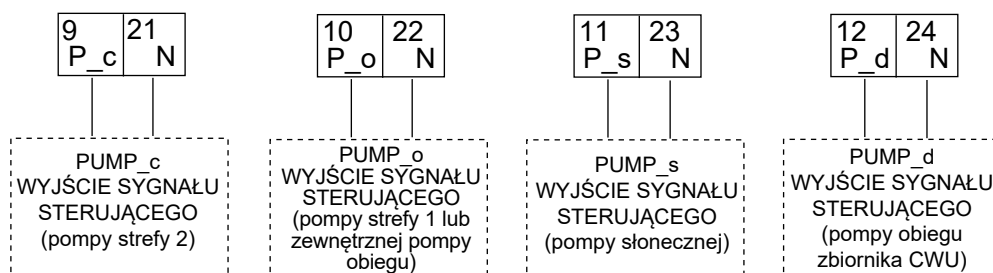 9 21
P_c N
PUMP_c
WYJŚCIE SYGNAŁU
STERUJĄCEGO
(pompy strefy 2)
10 22
P_o N
PUMP_o
WYJŚCIE SYGNAŁU
STERUJĄCEGO
(pompy strefy 1 lub
zewnętrznej pompy
obiegu)
11 23
P_s N
PUMP_s
WYJŚCIE SYGNAŁU
STERUJĄCEGO
(pompy słonecznej)
12 24
P_d N
PUMP_d
WYJŚCIE SYGNAŁU
STERUJĄCEGO
(pompy obiegu
zbiornika CWU)